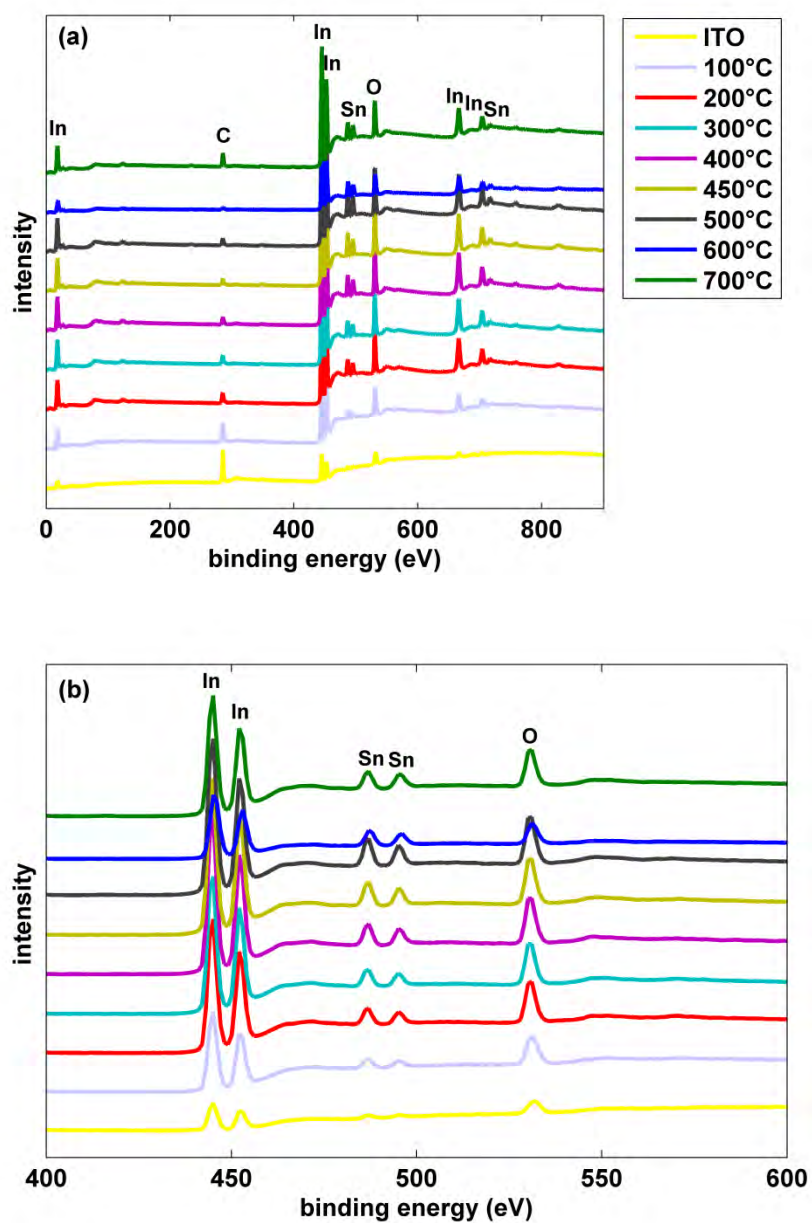 (a)
In
In
In
C
Sn
O
In
In
Sn
intensity
0
200
400
600
800
binding energy (eV)
ITO
100°C
200°C
300°C
400°C
450°C
500°C
600°C
700°C
(b)
In
In
Sn
Sn
O
intensity
400
450
500
550
600
binding energy (eV)